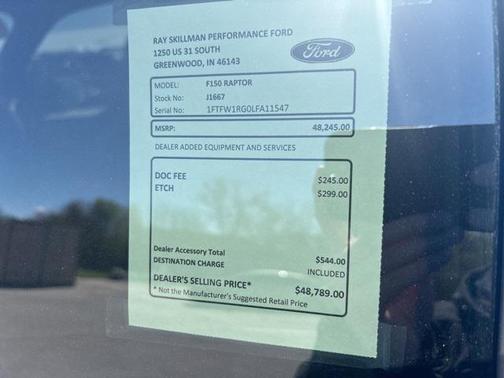 RAY SKILLMAN PERFORMANCE FORD
1250 US 31 SOUTH
GREENWOOD, IN 46143
Ford
MODEL: F150 RAPTOR
Stock No: J1667
Serial No: 1FTFW1RG0LFA11547
MSRP: 48,245.00
DEALER ADDED EQUIPMENT AND SERVICES
DOC FEE $245.00
ETCH $299.00
Dealer Accessory Total $544.00
DESTINATION CHARGE INCLUDED
DEALER'S SELLING PRICE* $48,789.00
* Not the Manufacturer's Suggested Retail Price